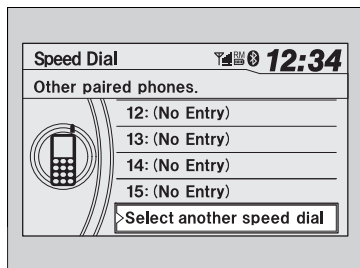 Speed Dial RM 12:34
Other paired phones.
12: (No Entry)
13: (No Entry)
14: (No Entry)
15: (No Entry)
>Select another speed dial